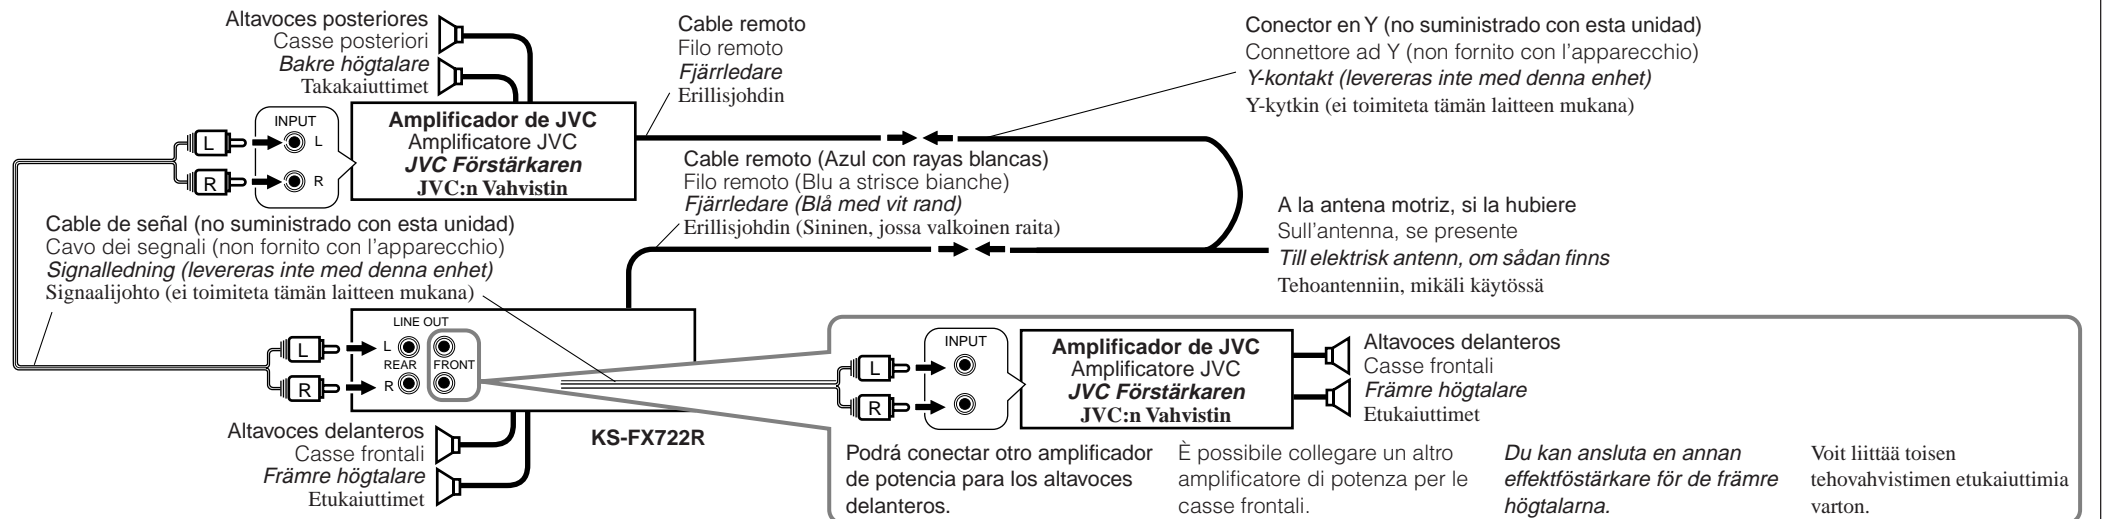 Altavoces posteriores
Casse posteriori
Bakre högtalare
Takakaiuttimet
Cable remoto
Filo remoto
Fjärrledare
Erillisjohdin
Conector en Y (no suministrado con esta unidad)
Connettore ad Y (non fornito con l'apparecchio)
Y-kontakt (levereras inte med denna enhet)
Y-kytkin (ei toimiteta tämän laitteen mukana)
INPUT
L
L
R
R
Amplificador de JVC
Amplificatore JVC
JVC Förstärkaren
JVC:n Vahvistin
Cable remoto (Azul con rayas blancas)
Filo remoto (Blu a strisce bianche)
Fjärrledare (Blå med vit rand)
Erillisjohdin (Sininen, jossa valkoinen raita)
A la antena motriz, si la hubiere
Sull'antenna, se presente
Till elektrisk antenn, om sådan finns
Tehoantenniin, mikäli käytössä
Cable de señal (no suministrado con esta unidad)
Cavo dei segnali (non fornito con l'apparecchio)
Signalledning (levereras inte med denna enhet)
Signaalijohto (ei toimiteta tämän laitteen mukana)
LINE OUT
L
L
REAR
FRONT
R
R
KS-FX722R
Altavoces delanteros
Casse frontali
Främre högtalare
Etukaiuttimet
INPUT
L
R
Amplificador de JVC
Amplificatore JVC
JVC Förstärkaren
JVC:n Vahvistin
Altavoces delanteros
Casse frontali
Främre högtalare
Etukaiuttimet
Podrá conectar otro amplificador
de potencia para los altavoces
delanteros.
È possibile collegare un altro
amplificatore di potenza per le
casse frontali.
Du kan ansluta en annan
effektföstärkare för de främre
högtalarna.
Voit liittää toisen
tehovahvistimen etukaiuttimia
varton.